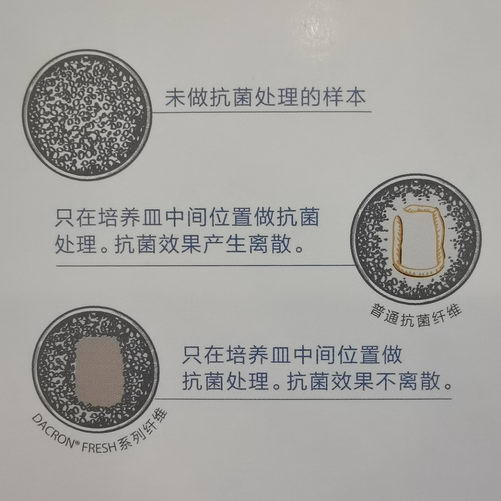 未做抗菌处理的样本
只在培养皿中间位置做抗菌
处理。抗菌效果产生离散。
普通抗菌纤维
只在培养皿中间位置做
抗菌处理。抗菌效果不离散。
DACRON® FRESH系列纤维